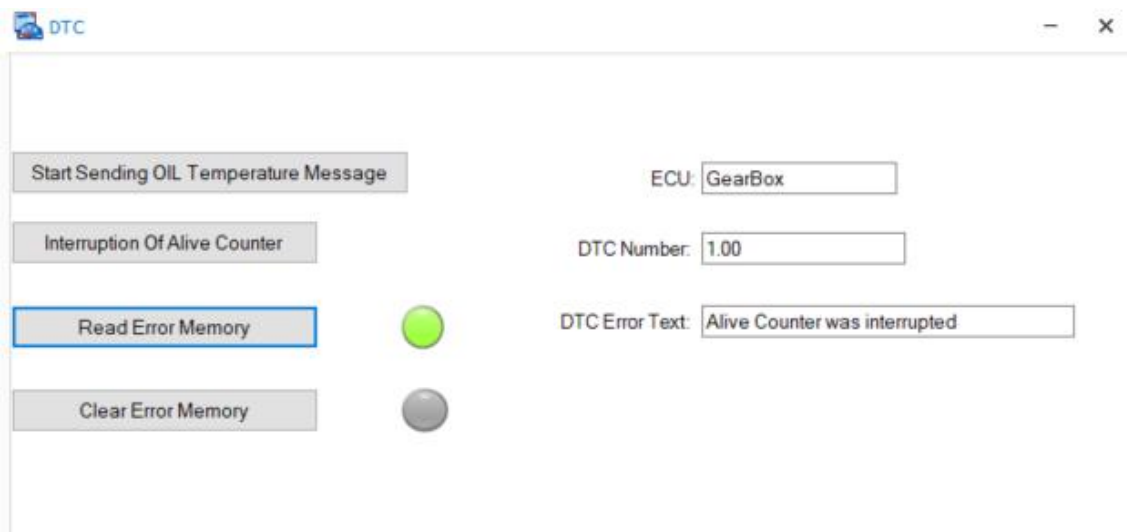 DTC
Start Sending OIL Temperature Message
ECU: GearBox
Interruption Of Alive Counter
DTC Number: 1.00
Read Error Memory
DTC Error Text: Alive Counter was interrupted
Clear Error Memory